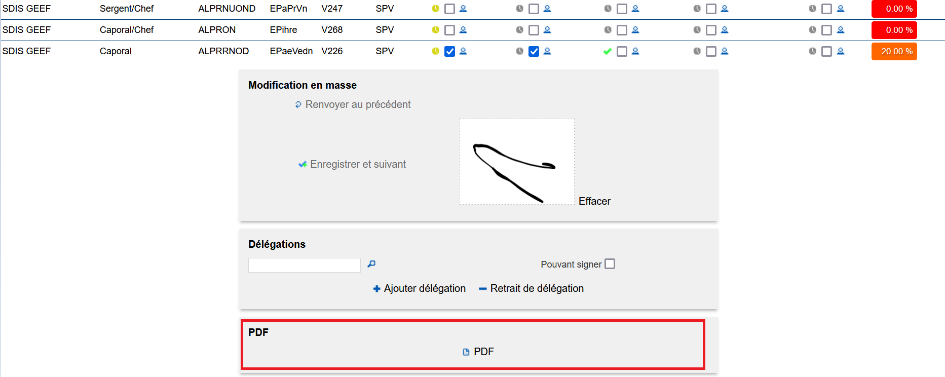 SDIS GEEF Sergent/Chef ALPRNUOND EPaPrVn V247 SPV 0.00 %
SDIS GEEF Caporal/Chef ALPRON EPihre V268 SPV 0.00 %
SDIS GEEF Caporal ALPRRNOD EPaeVedn V226 SPV 20.00 %
Modification en masse
Renvoyer au précédent
Enregistrer et suivant
Effacer
Délégations
Pouvant signer
Ajouter délégation Retrait de délégation
PDF
PDF